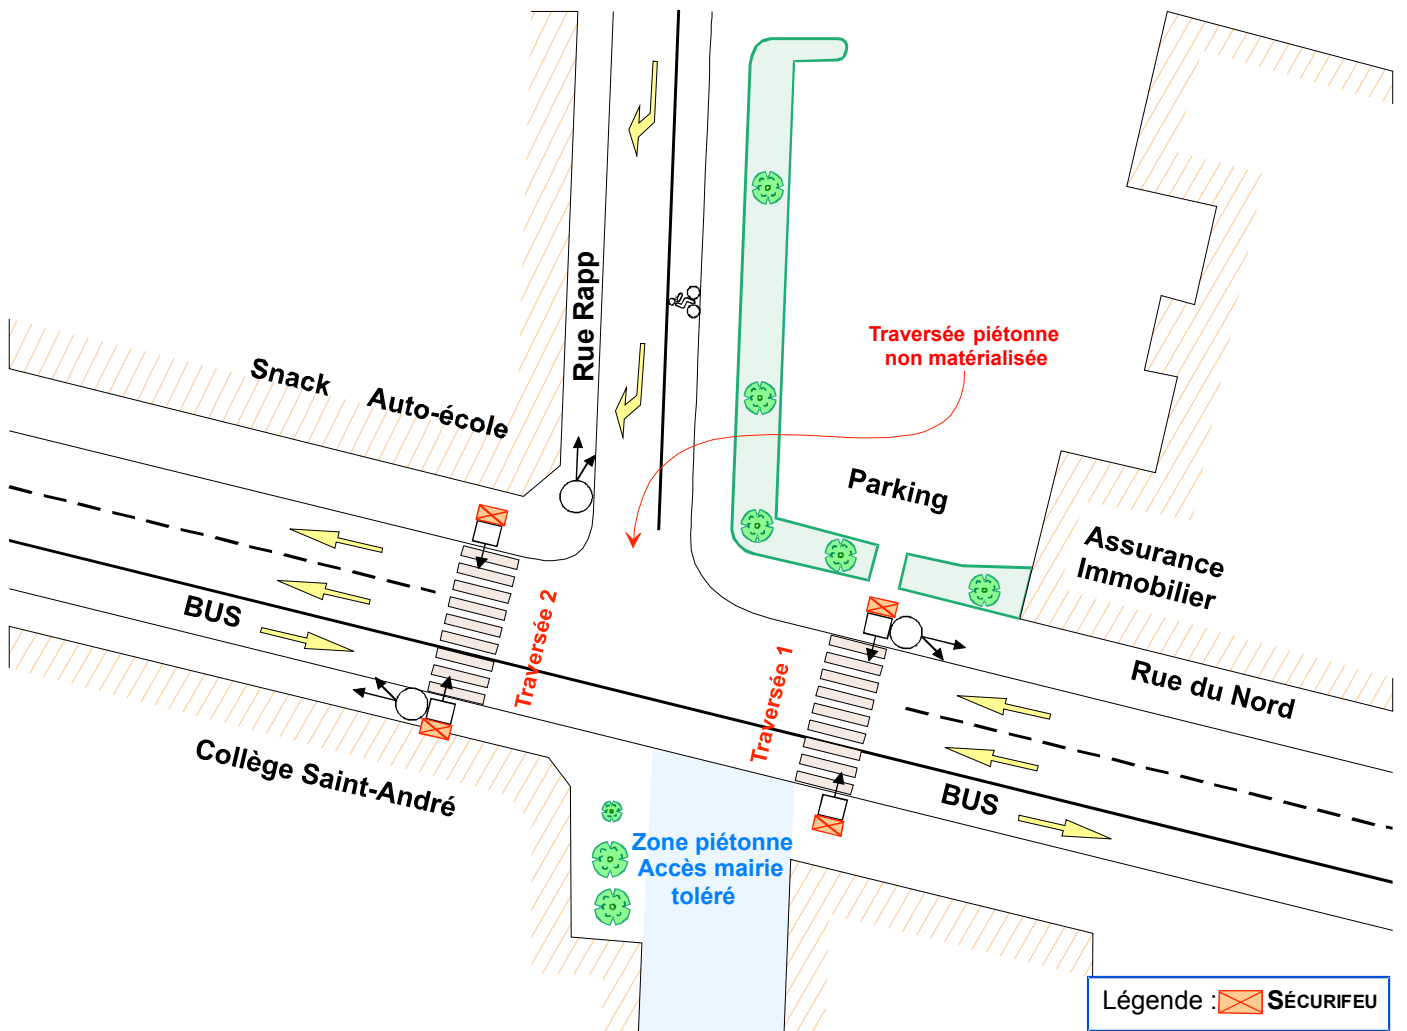 Rue Rapp
Traversée piétonne
non matérialisée
Snack
Auto-école
Parking
Assurance
Immobilier
BUS
Traversée 2
Traversée 1
Rue du Nord
Collège Saint-André
BUS
Zone piétonne
Accès mairie
toléré
Légende : SÉCURIFEU